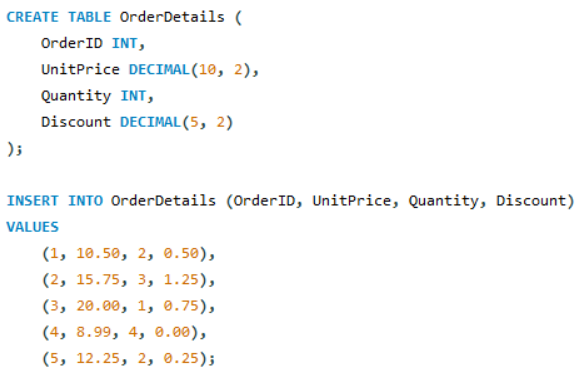 CREATE TABLE OrderDetails (
    OrderID INT,
    UnitPrice DECIMAL(10, 2),
    Quantity INT,
    Discount DECIMAL(5, 2)
);

INSERT INTO OrderDetails (OrderID, UnitPrice, Quantity, Discount)
VALUES
    (1, 10.50, 2, 0.50),
    (2, 15.75, 3, 1.25),
    (3, 20.00, 1, 0.75),
    (4, 8.99, 4, 0.00),
    (5, 12.25, 2, 0.25);